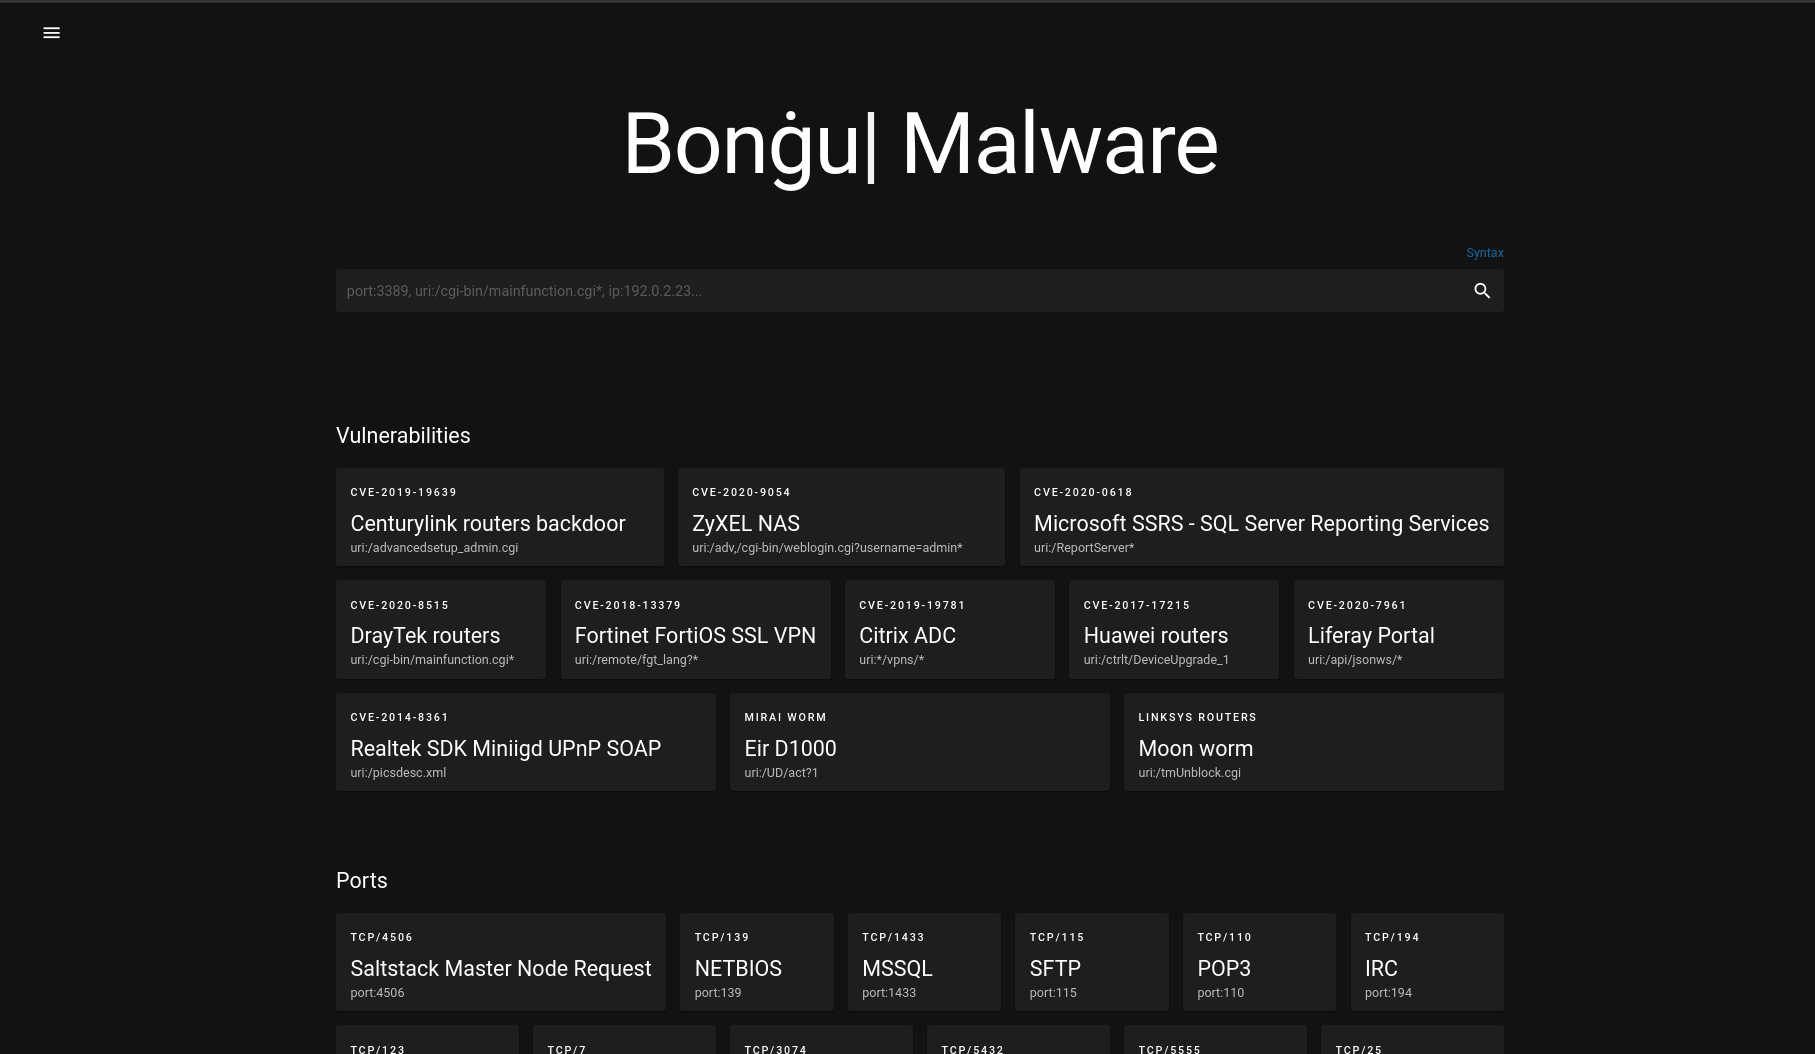 Bonġu| Malware
Syntax
port:3389, uri:/cgi-bin/mainfunction.cgi*, ip:192.0.2.23...
Vulnerabilities
CVE-2019-19639
Centurylink routers backdoor
uri:/advancedsetup_admin.cgi
CVE-2020-9054
ZyXEL NAS
uri:/adv,/cgi-bin/weblogin.cgi?username=admin*
CVE-2020-0618
Microsoft SSRS - SQL Server Reporting Services
uri:/ReportServer*
CVE-2020-8515
DrayTek routers
uri:/cgi-bin/mainfunction.cgi*
CVE-2018-13379
Fortinet FortiOS SSL VPN
uri:/remote/fgt_lang?*
CVE-2019-19781
Citrix ADC
uri:*/vpns/*
CVE-2017-17215
Huawei routers
uri:/ctrlt/DeviceUpgrade_1
CVE-2020-7961
Liferay Portal
uri:/api/jsonws/*
CVE-2014-8361
Realtek SDK Miniigd UPnP SOAP
uri:/picsdesc.xml
MIRAI WORM
Eir D1000
uri:/UD/act?1
LINKSYS ROUTERS
Moon worm
uri:/tmUnblock.cgi
Ports
TCP/4506
Saltstack Master Node Request
port:4506
TCP/139
NETBIOS
port:139
TCP/1433
MSSQL
port:1433
TCP/115
SFTP
port:115
TCP/110
POP3
port:110
TCP/194
IRC
port:194
TCP/123
TCP/7
TCP/3074
TCP/5432
TCP/5555
TCP/25